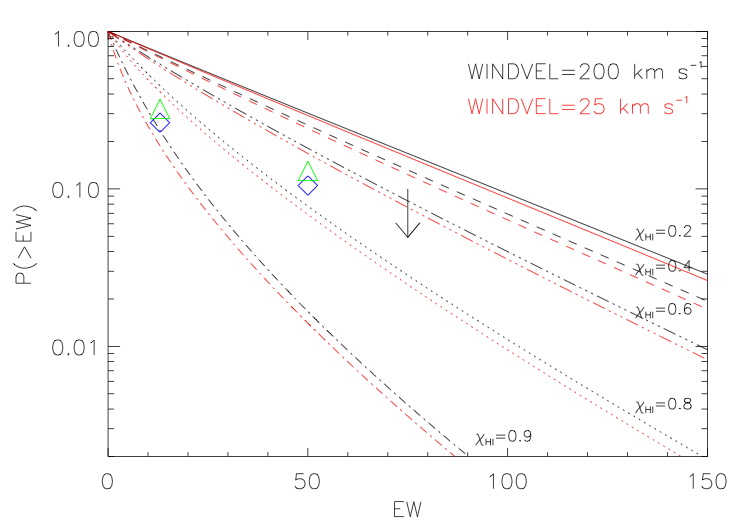 1.00
WINDVEL=200 km s⁻¹
WINDVEL=25 km s⁻¹
0.10
P(>EW)
χHI=0.2
χHI=0.4
χHI=0.6
0.01
χHI=0.8
χHI=0.9
0 50 100 150
EW